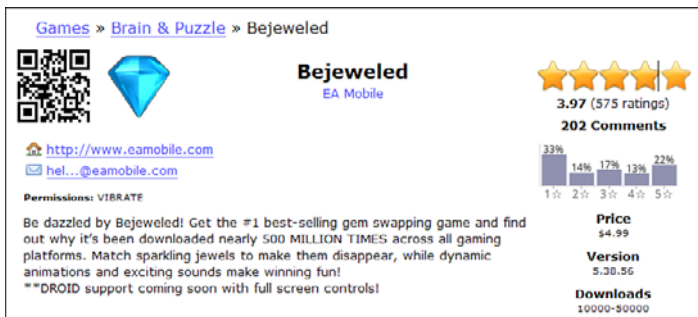 Games » Brain & Puzzle » Bejeweled
Bejeweled
EA Mobile
3.97 (575 ratings)
202 Comments
http://www.eamobile.com
hel...@eamobile.com
Permissions: VIBRATE
33% 14% 17% 13% 22%
1☆ 2☆ 3☆ 4☆ 5☆
Be dazzled by Bejeweled! Get the #1 best-selling gem swapping game and find
out why it's been downloaded nearly 500 MILLION TIMES across all gaming
platforms. Match sparkling jewels to make them disappear, while dynamic
animations and exciting sounds make winning fun!
**DROID support coming soon with full screen controls!
Price
$4.99
Version
5.38.56
Downloads
10000-50000